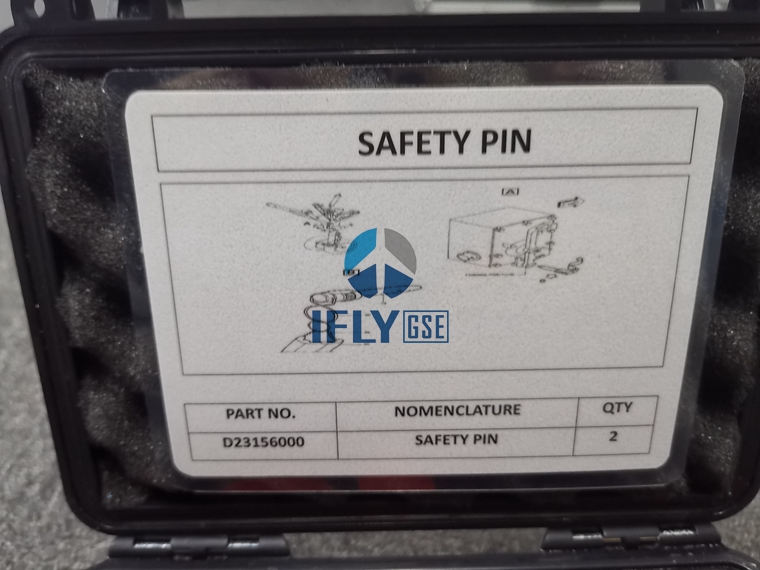 SAFETY PIN
[A]
[B]
IFLY GSE
PART NO. NOMENCLATURE QTY
D23156000 SAFETY PIN 2